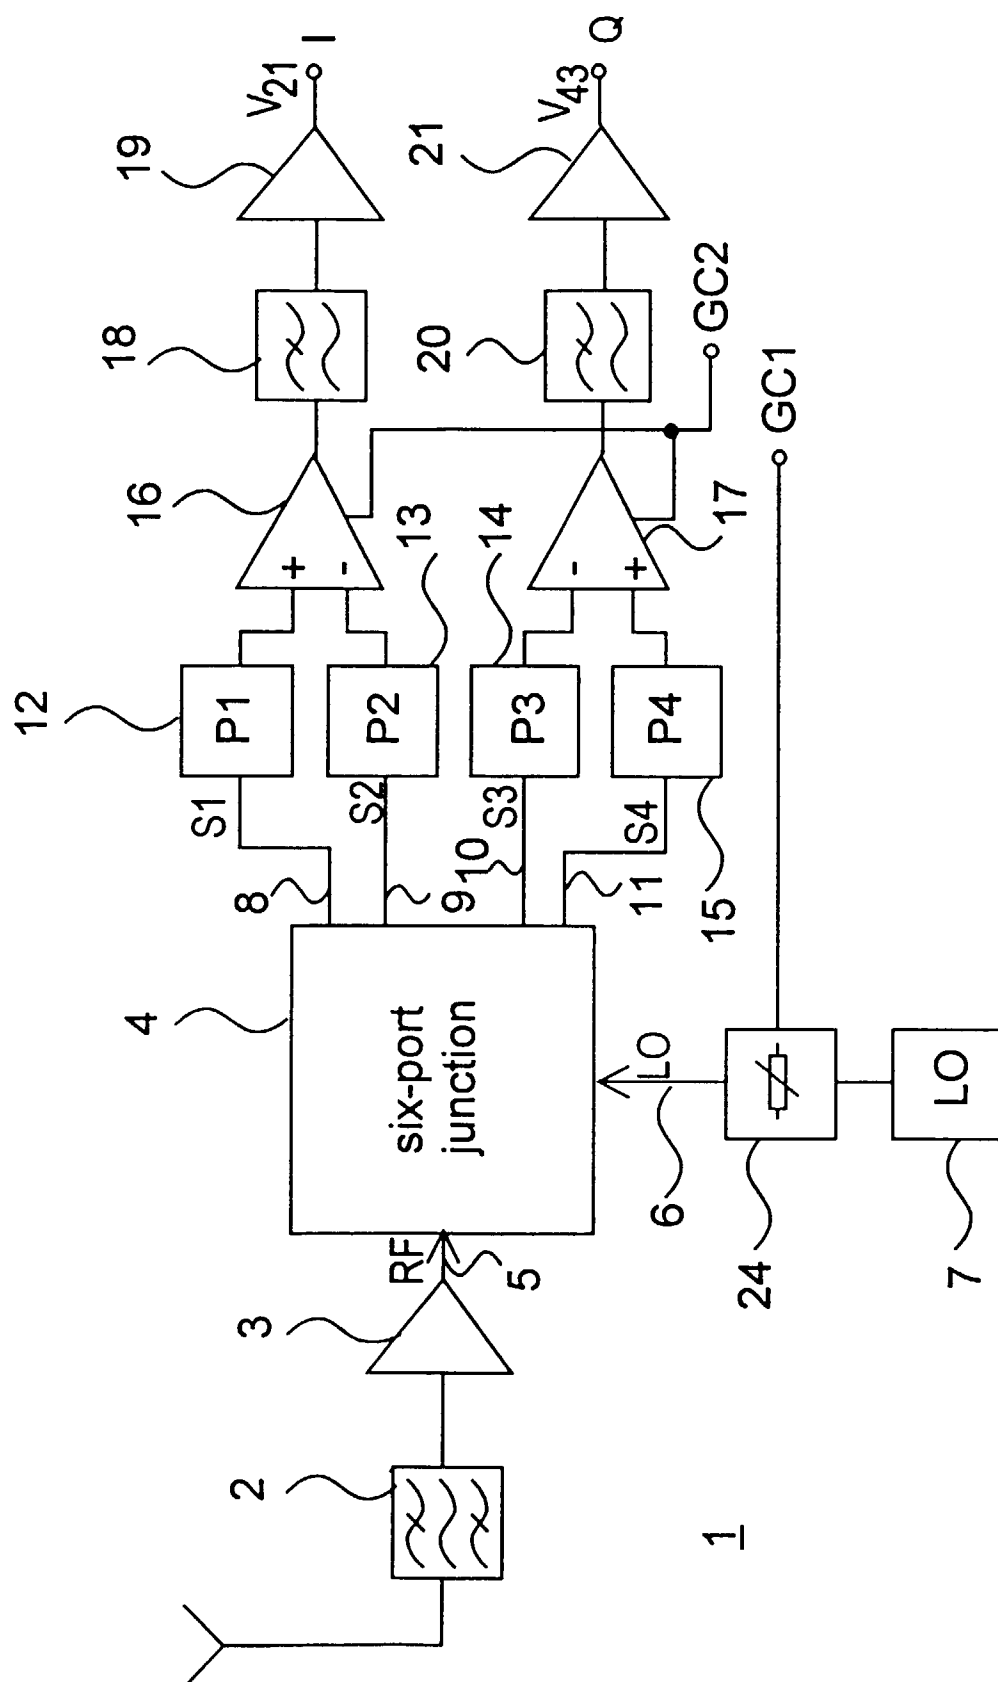 1
2
3
RF
5
4
six-port
junction
6
LO
24
7
LO
8
9
10
11
S1
S2
S3
S4
12
P1
P2
P3
P4
13
14
15
16
+
-
-
+
17
18
20
GC2
GC1
19
21
V21
I
V43
Q